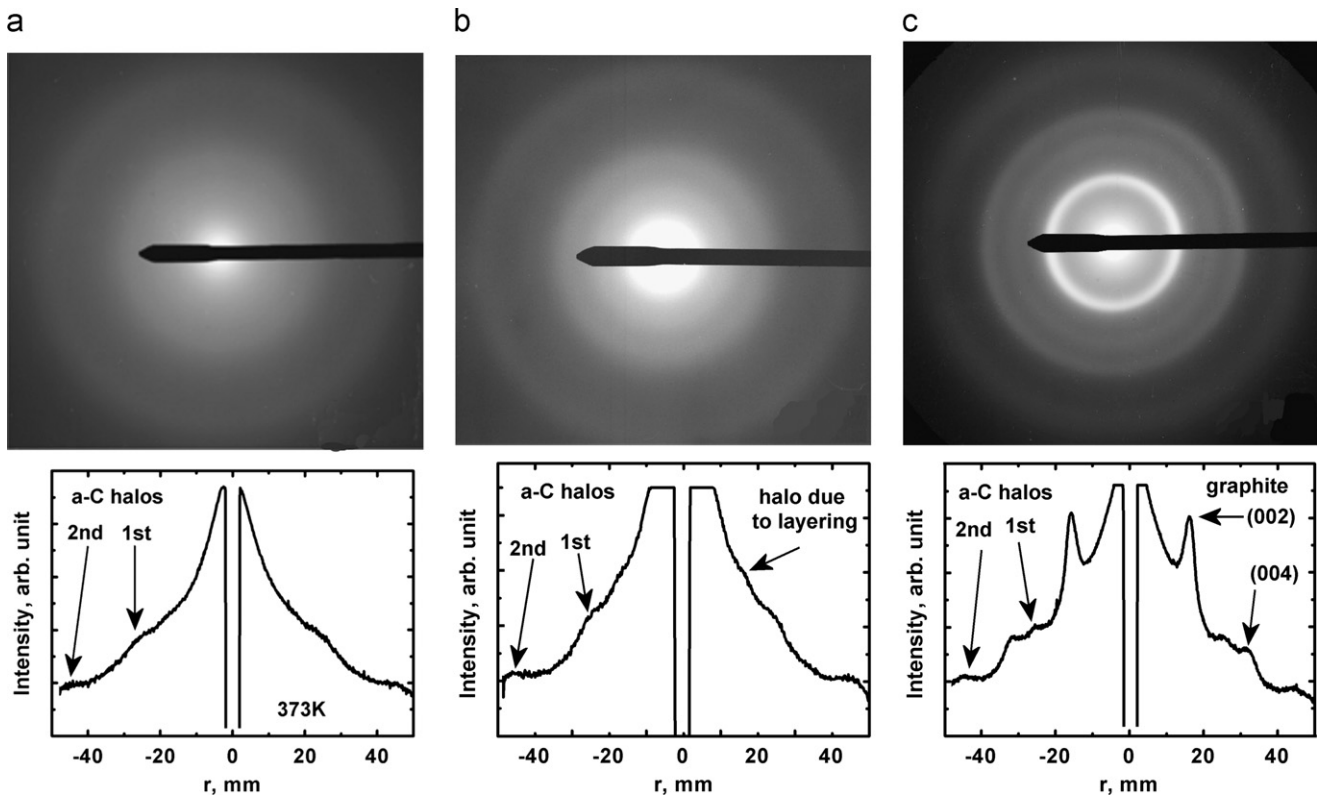 a
b
c
Intensity, arb. unit
a-C halos
2nd
1st
373K
-40
-20
0
20
40
r, mm
Intensity, arb. unit
a-C halos
2nd
1st
halo due
to layering
-40
-20
0
20
40
r, mm
Intensity, arb. unit
a-C halos
2nd
1st
graphite
(002)
(004)
-40
-20
0
20
40
r, mm